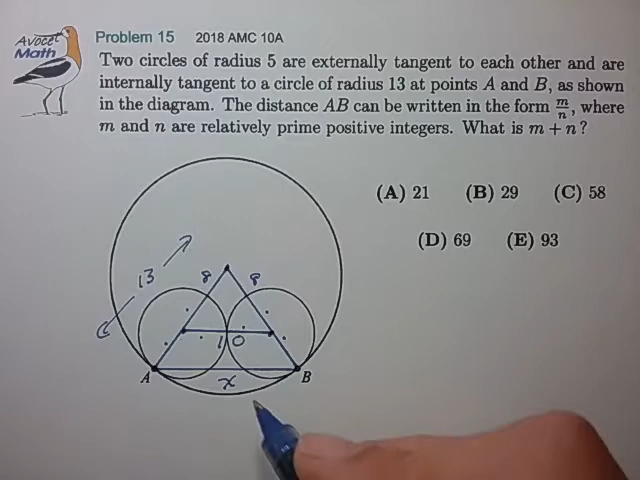 Avocet
Math
Problem 15 2018 AMC 10A
Two circles of radius 5 are externally tangent to each other and are
internally tangent to a circle of radius 13 at points A and B, as shown
in the diagram. The distance AB can be written in the form m/n, where
m and n are relatively prime positive integers. What is m + n?
(A) 21 (B) 29 (C) 58
(D) 69 (E) 93
13
8 8
10
A x B